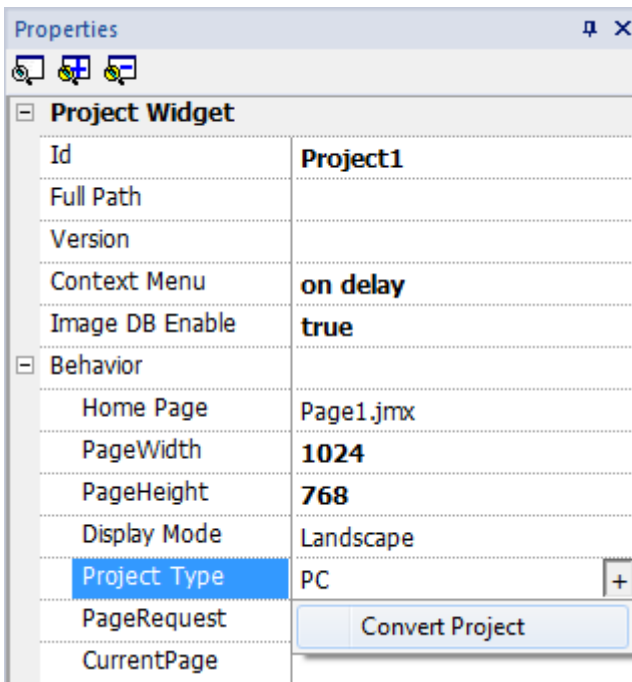 Properties
Project Widget
Id Project1
Full Path
Version
Context Menu on delay
Image DB Enable true
Behavior
Home Page Page1.jmx
PageWidth 1024
PageHeight 768
Display Mode Landscape
Project Type PC +
PageRequest Convert Project
CurrentPage